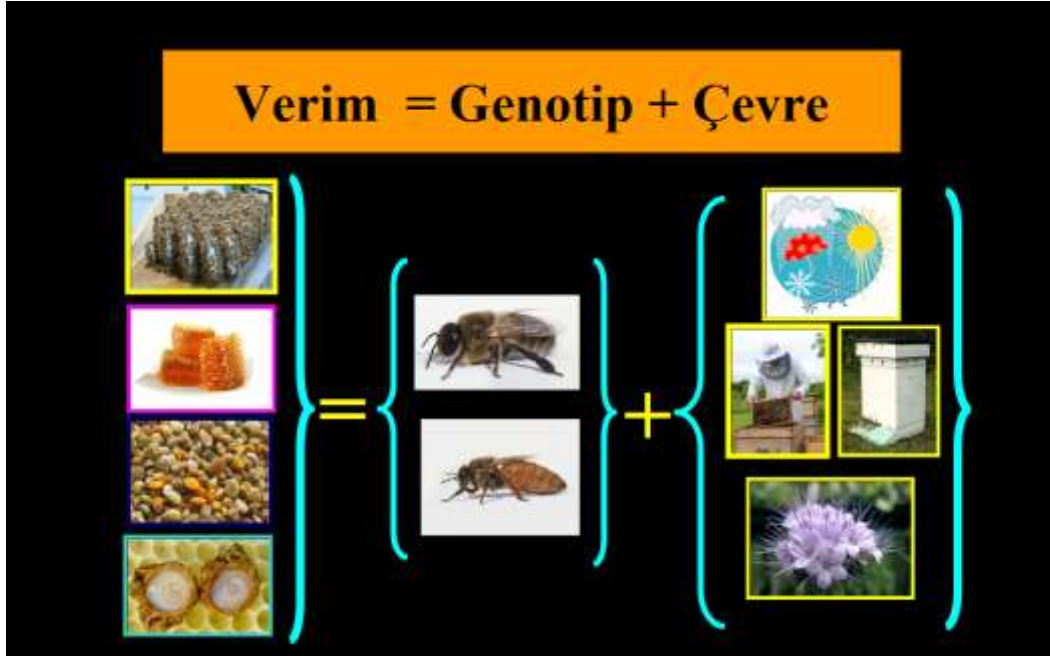 Verim = Genotip + Çevre
=
+